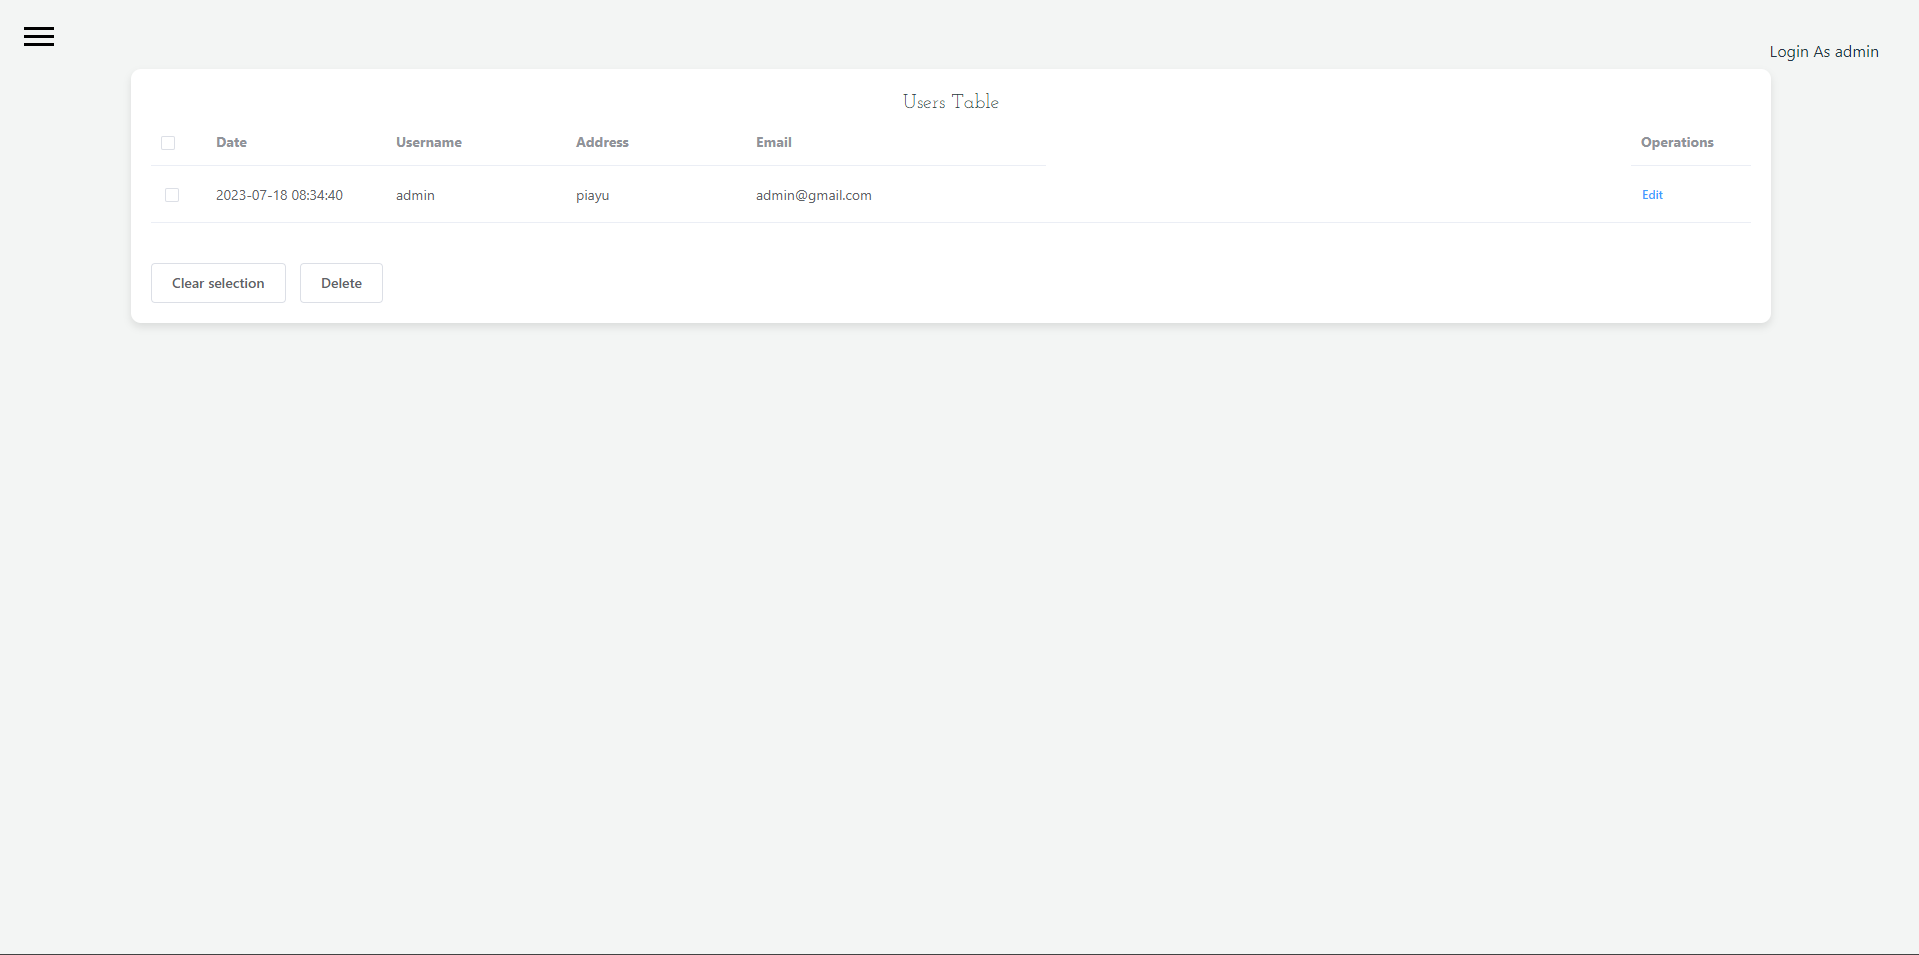 Login As admin
Users Table
Date Username Address Email Operations
2023-07-18 08:34:40 admin piayu admin@gmail.com Edit
Clear selection Delete